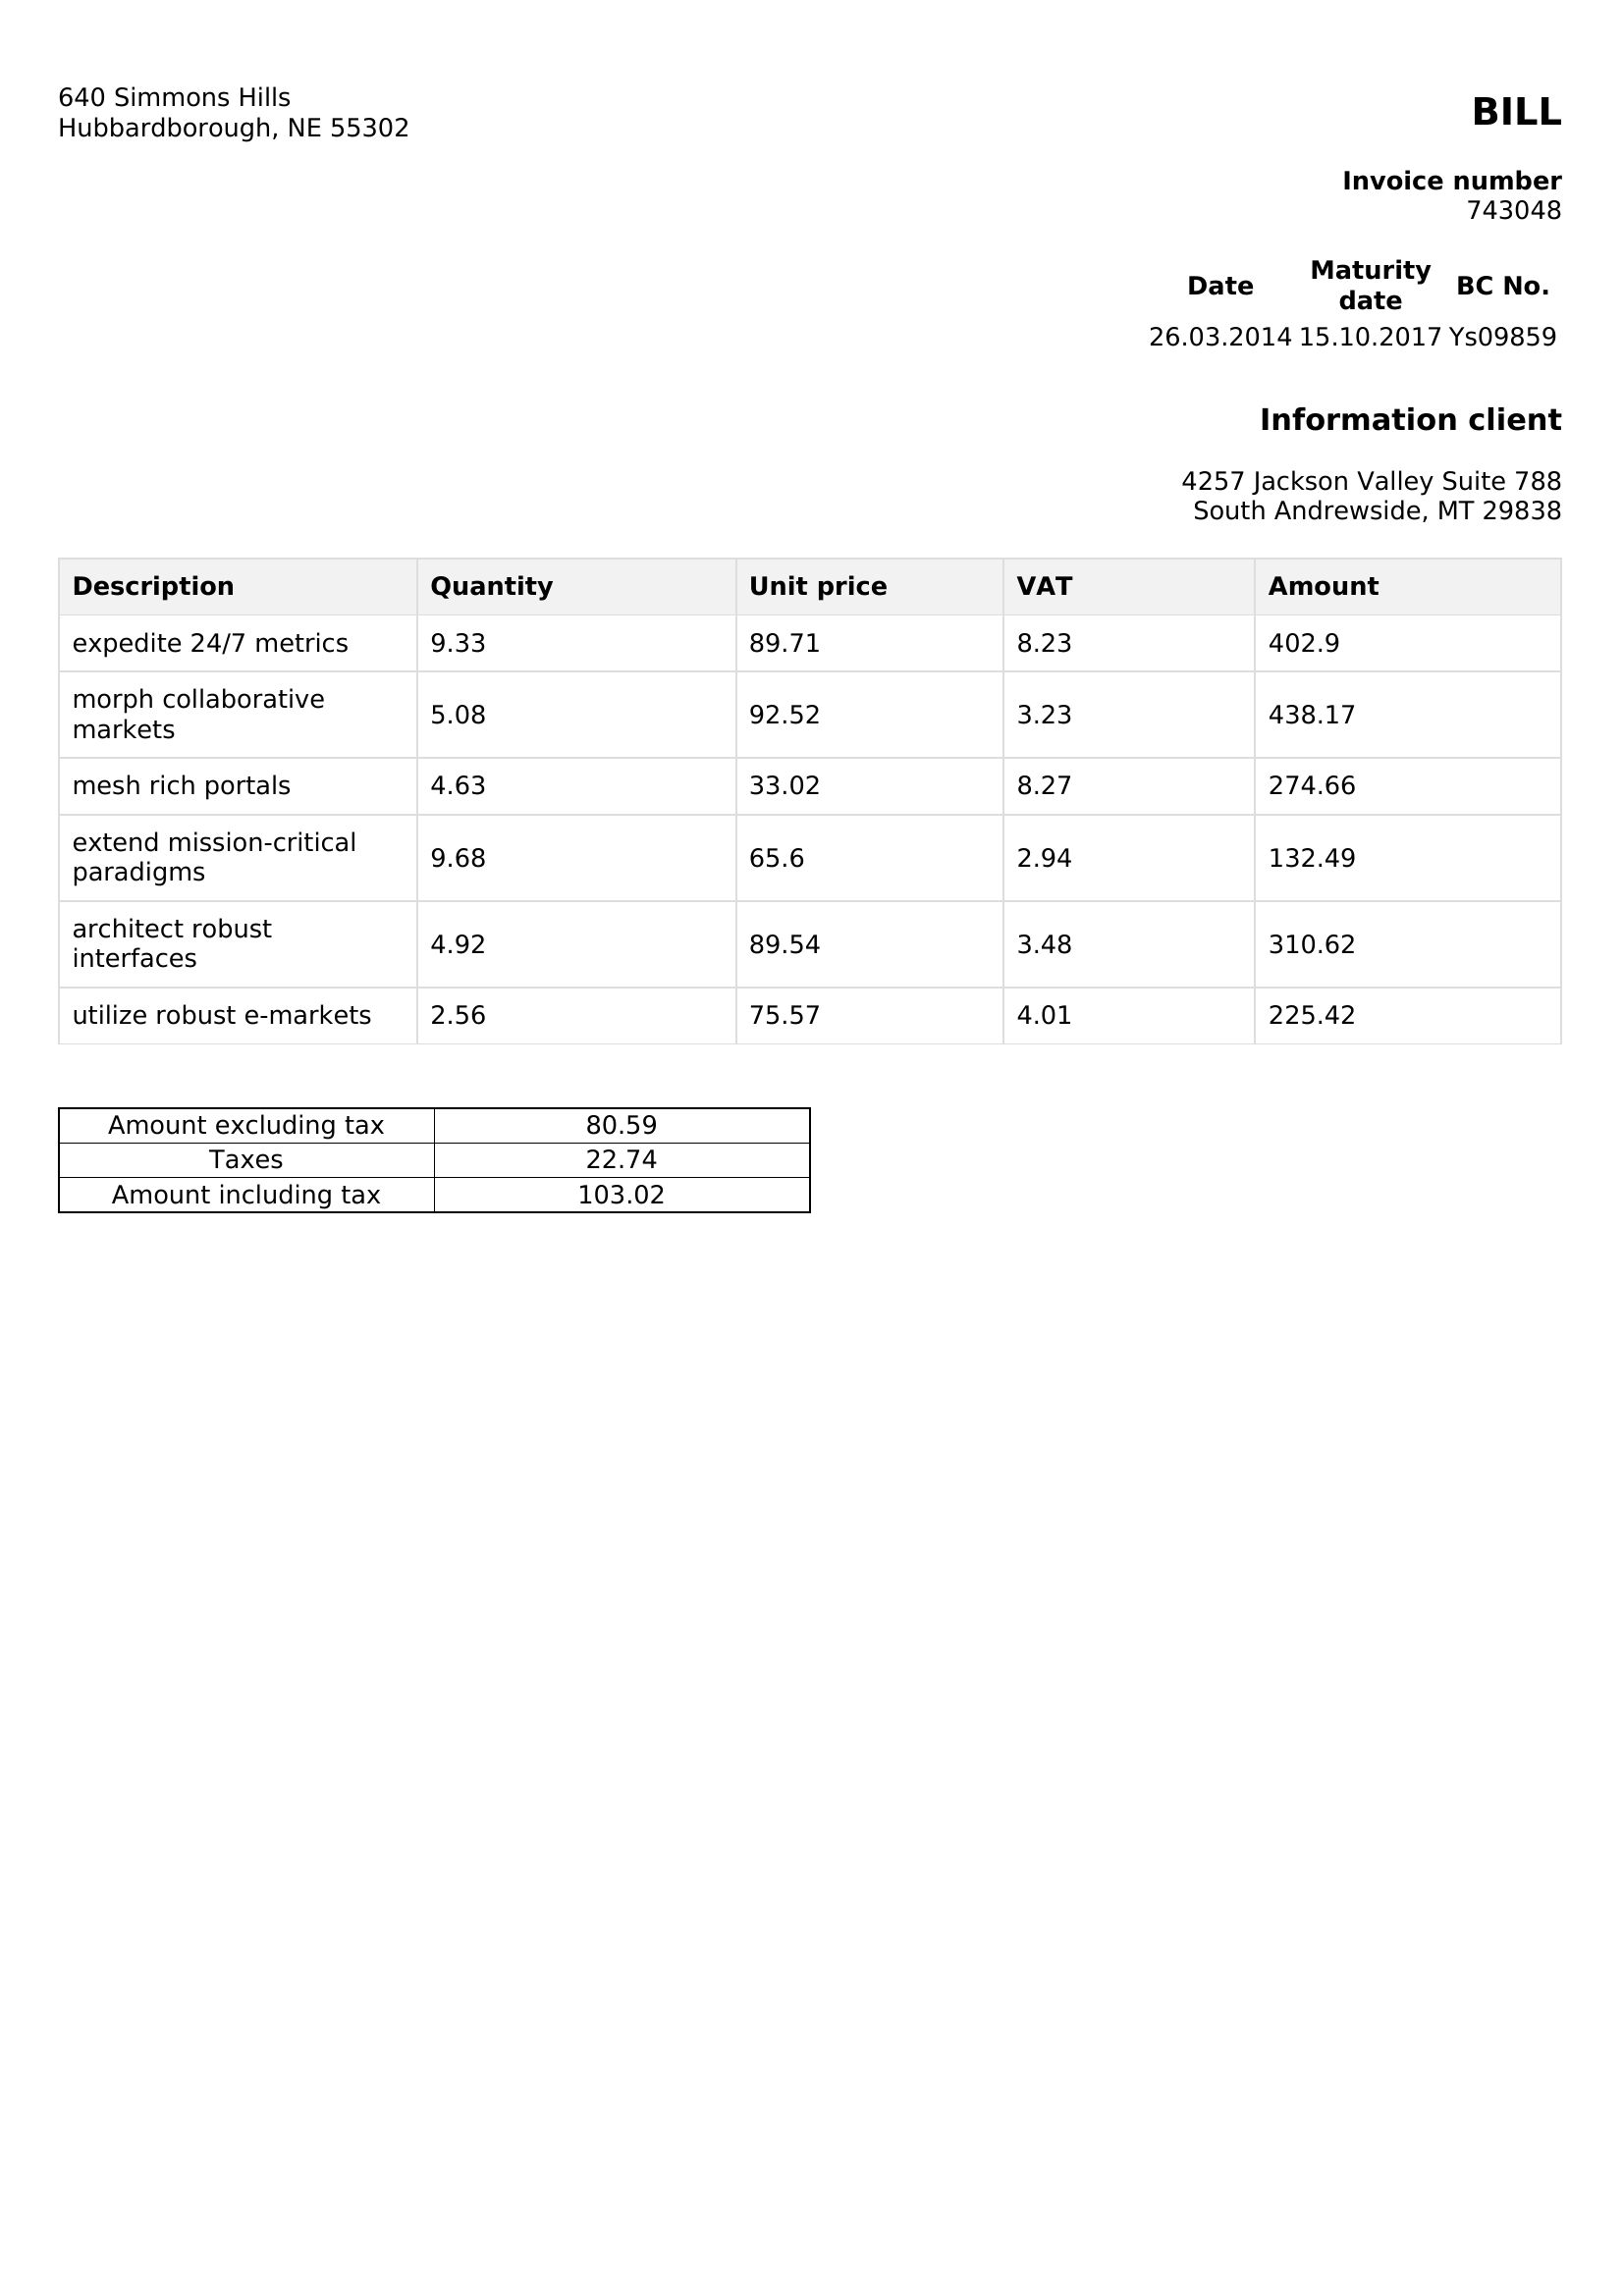 640 Simmons Hills
Hubbardborough, NE 55302
BILL
Invoice number
743048
Date Maturity date BC No.
26.03.2014 15.10.2017 Ys09859
Information client
4257 Jackson Valley Suite 788
South Andrewside, MT 29838
Description Quantity Unit price VAT Amount
expedite 24/7 metrics 9.33 89.71 8.23 402.9
morph collaborative
markets 5.08 92.52 3.23 438.17
mesh rich portals 4.63 33.02 8.27 274.66
extend mission-critical
paradigms 9.68 65.6 2.94 132.49
architect robust
interfaces 4.92 89.54 3.48 310.62
utilize robust e-markets 2.56 75.57 4.01 225.42
Amount excluding tax 80.59
Taxes 22.74
Amount including tax 103.02